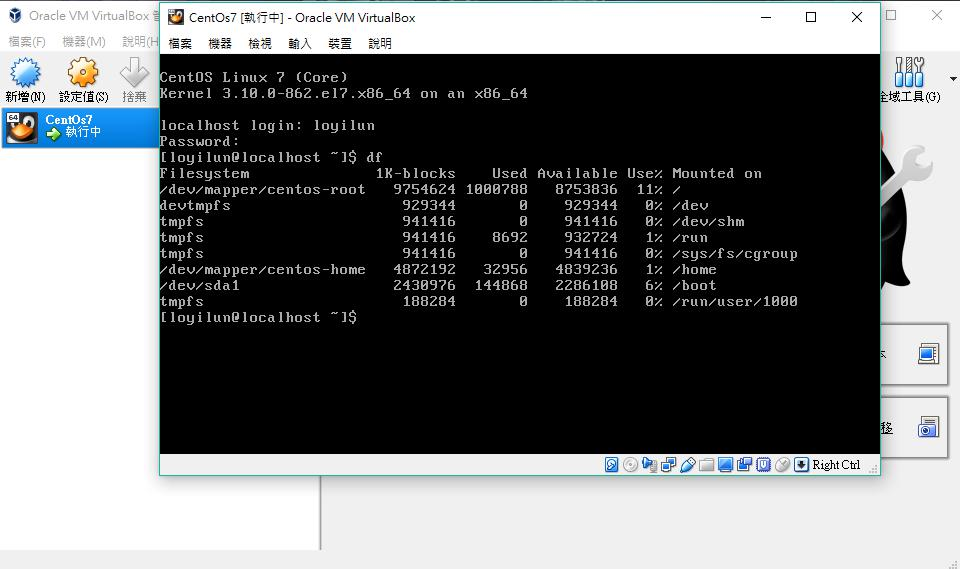 Oracle VM VirtualBox 管
檔案(F) 機器(M) 說明(H
新增(N) 設定值(S) 捨棄
64 CentOs7
執行中
CentOs7 [執行中] - Oracle VM VirtualBox
檔案 機器 檢視 輸入 裝置 說明
CentOS Linux 7 (Core)
Kernel 3.10.0-862.el7.x86_64 on an x86_64
localhost login: loyilun
Password:
[loyilun@localhost ~]$ df
Filesystem 1K-blocks Used Available Use% Mounted on
/dev/mapper/centos-root 9754624 1000788 8753836 11% /
devtmpfs 929344 0 929344 0% /dev
tmpfs 941416 0 941416 0% /dev/shm
tmpfs 941416 8692 932724 1% /run
tmpfs 941416 0 941416 0% /sys/fs/cgroup
/dev/mapper/centos-home 4872192 32956 4839236 1% /home
/dev/sda1 2430976 144868 2286108 6% /boot
tmpfs 188284 0 188284 0% /run/user/1000
[loyilun@localhost ~]$
Right Ctrl
全域工具(G)
移